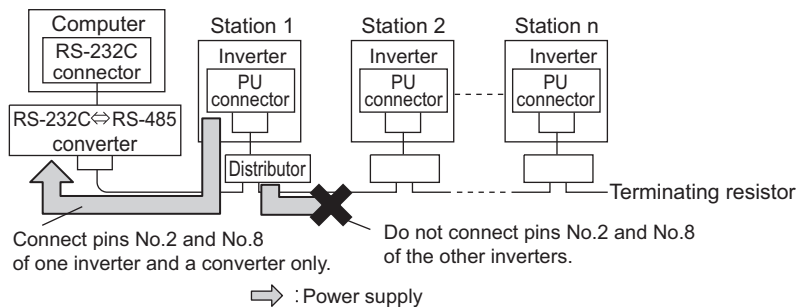 Computer
RS-232C
connector
RS-232C⇔RS-485
converter
Station 1
Inverter
PU
connector
Distributor
Station 2
Inverter
PU
connector
Station n
Inverter
PU
connector
Terminating resistor
Connect pins No.2 and No.8
of one inverter and a converter only.
Do not connect pins No.2 and No.8
of the other inverters.
: Power supply